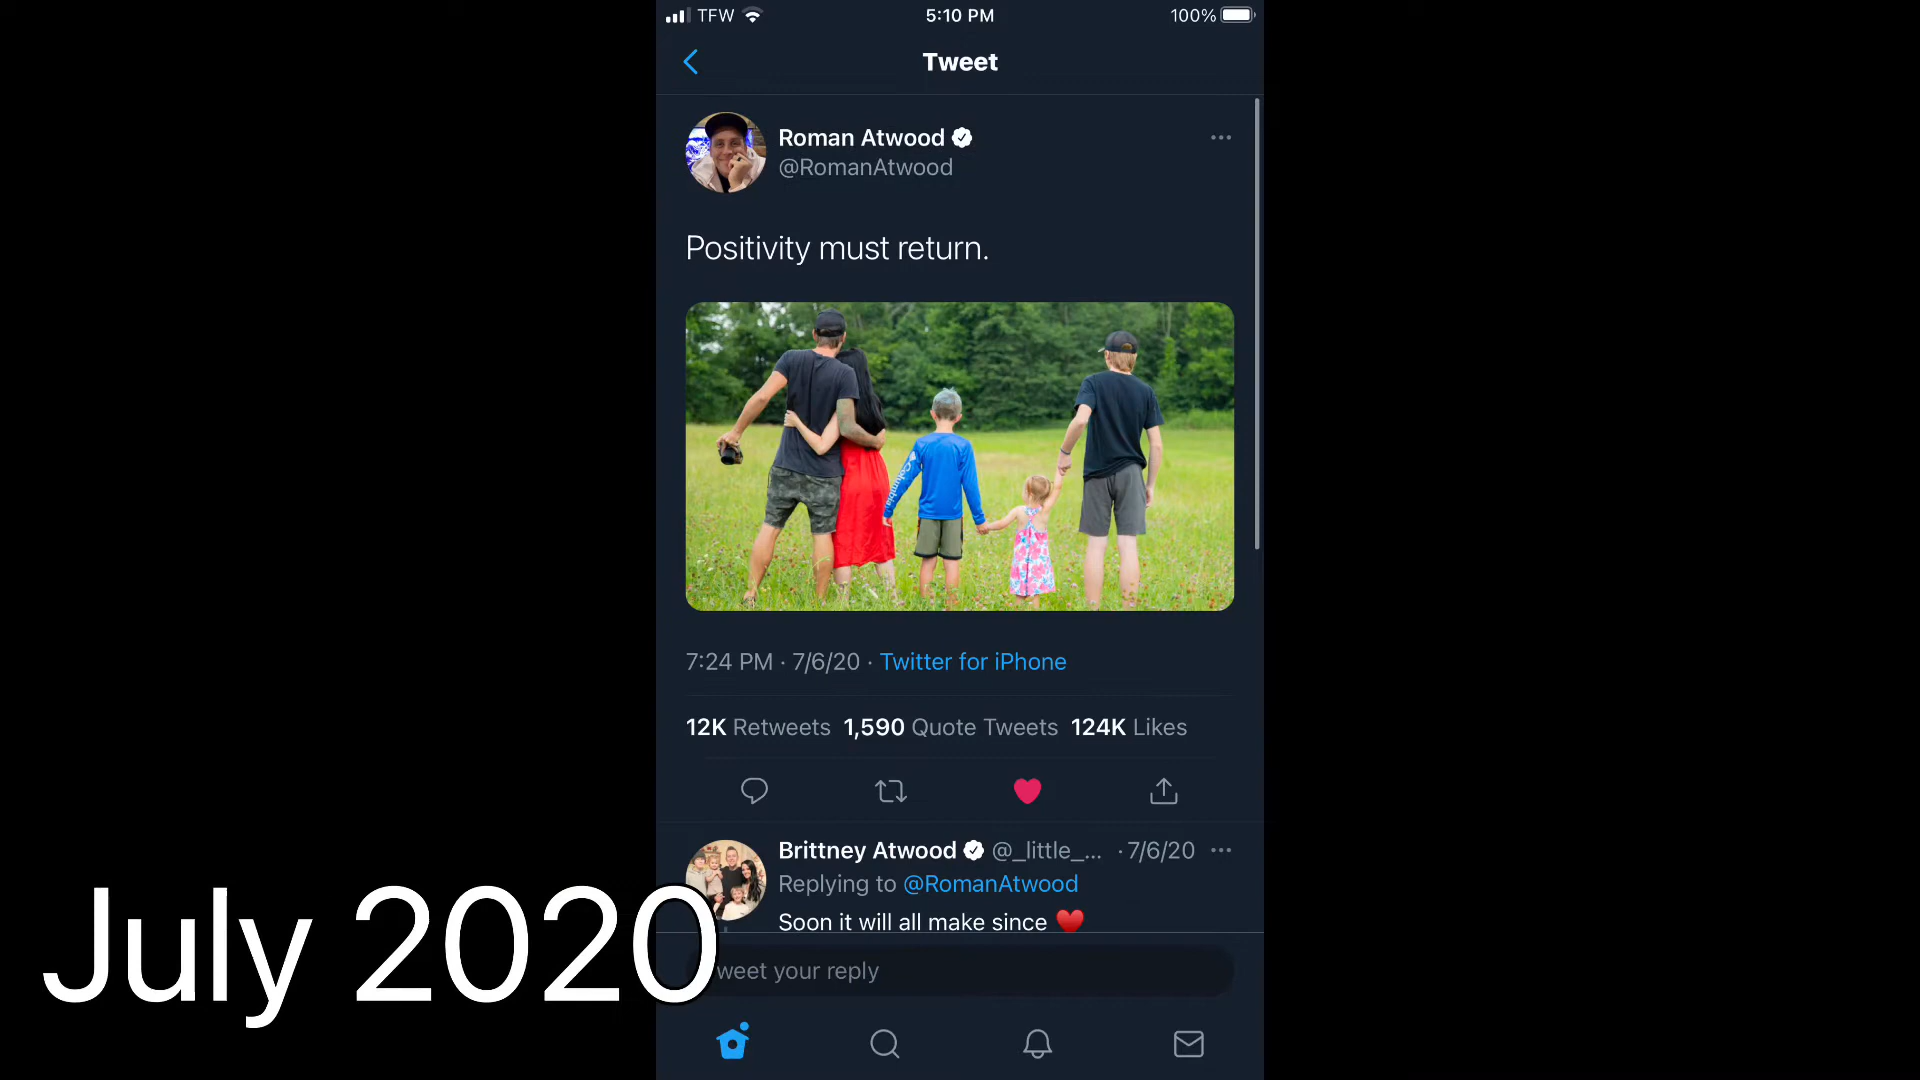 TFW 5:10 PM 100%
Tweet
Roman Atwood
@RomanAtwood
Positivity must return.
Columbia
7:24 PM · 7/6/20 · Twitter for iPhone
12K Retweets 1,590 Quote Tweets 124K Likes
Brittney Atwood @_little_... · 7/6/20
Replying to @RomanAtwood
Soon it will all make since ❤️
weet your reply
July 2020